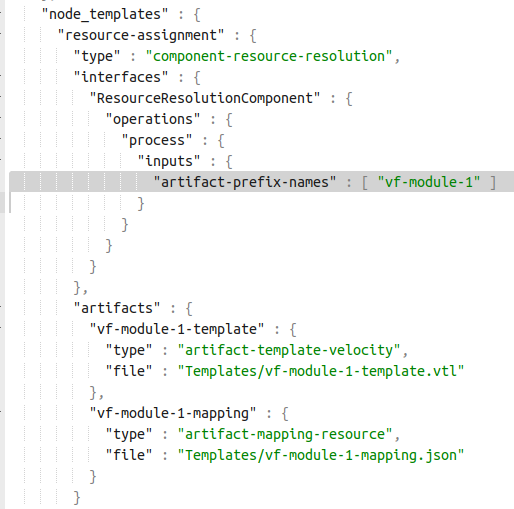 "node_templates" : {
"resource-assignment" : {
"type" : "component-resource-resolution",
"interfaces" : {
"ResourceResolutionComponent" : {
"operations" : {
"process" : {
"inputs" : {
"artifact-prefix-names" : [ "vf-module-1" ]
}
}
}
}
},
"artifacts" : {
"vf-module-1-template" : {
"type" : "artifact-template-velocity",
"file" : "Templates/vf-module-1-template.vtl"
},
"vf-module-1-mapping" : {
"type" : "artifact-mapping-resource",
"file" : "Templates/vf-module-1-mapping.json"
}
}